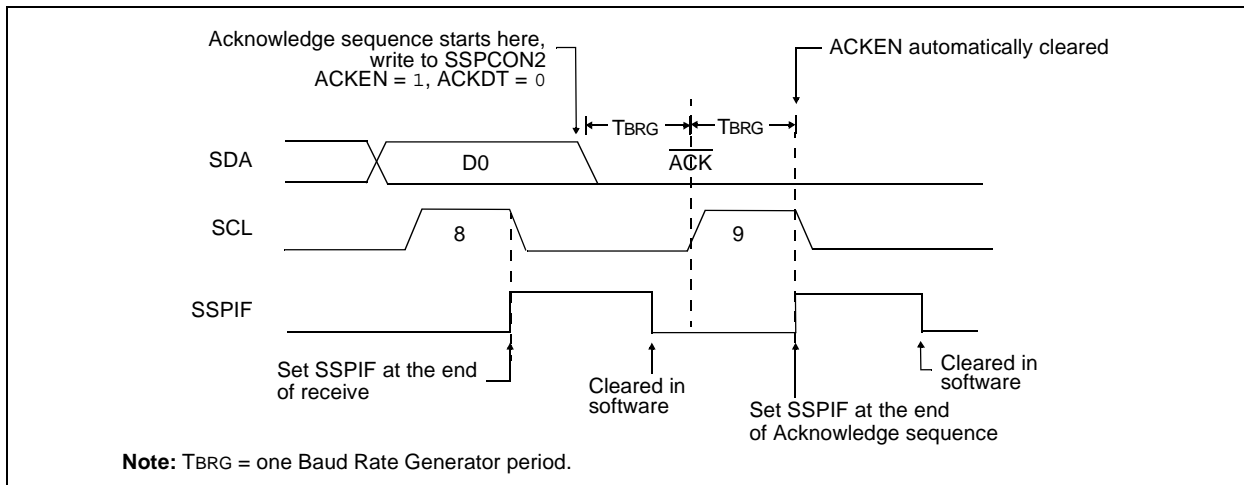 Acknowledge sequence starts here,
write to SSPCON2
ACKEN = 1, ACKDT = 0
ACKEN automatically cleared
TBRG
TBRG
SDA
D0
ACK
SCL
8
9
SSPIF
Set SSPIF at the end
of receive
Cleared in
software
Set SSPIF at the end
of Acknowledge sequence
Cleared in
software
Note: TBRG = one Baud Rate Generator period.